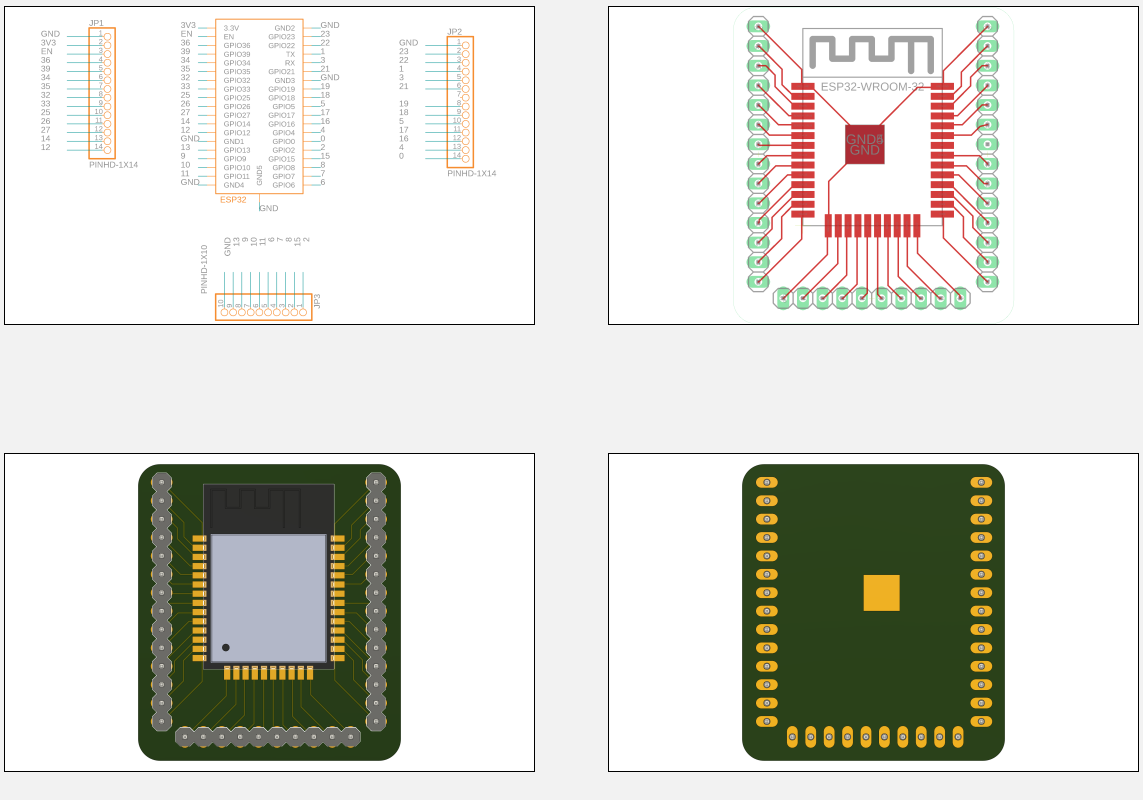 JP1
GND 1
3V3 2
EN 3
36 4
39 5
34 6
35 7
32 8
33 9
25 10
26 11
27 12
14 13
12 14
PINHD-1X14
3V3 3.3V GND2 GND
EN EN GPIO23 23
36 GPIO36 GPIO22 22
39 GPIO39 TX 1
34 GPIO34 RX 3
35 GPIO35 GPIO21 21
32 GPIO32 GND3 GND
33 GPIO33 GPIO19 19
25 GPIO25 GPIO18 18
26 GPIO26 GPIO5 5
27 GPIO27 GPIO17 17
14 GPIO14 GPIO16 16
12 GPIO12 GPIO4 4
GND GND1 GPIO0 0
13 GPIO13 GPIO2 2
9 GPIO9 GPIO15 15
10 GPIO10 GPIO8 8
11 GPIO11 GPIO7 7
GND GND4 GPIO6 6
GND5
ESP32
GND
JP2
GND 1
23 2
22 3
1 4
3 5
21 6
7
19 8
18 9
5 10
17 11
16 12
4 13
0 14
PINHD-1X14
PINHD-1X10
GND 13 9 10 11 6 7 8 15 2
10 9 8 7 6 5 4 3 2 1
JP3
ESP32-WROOM-32
GND5
GND